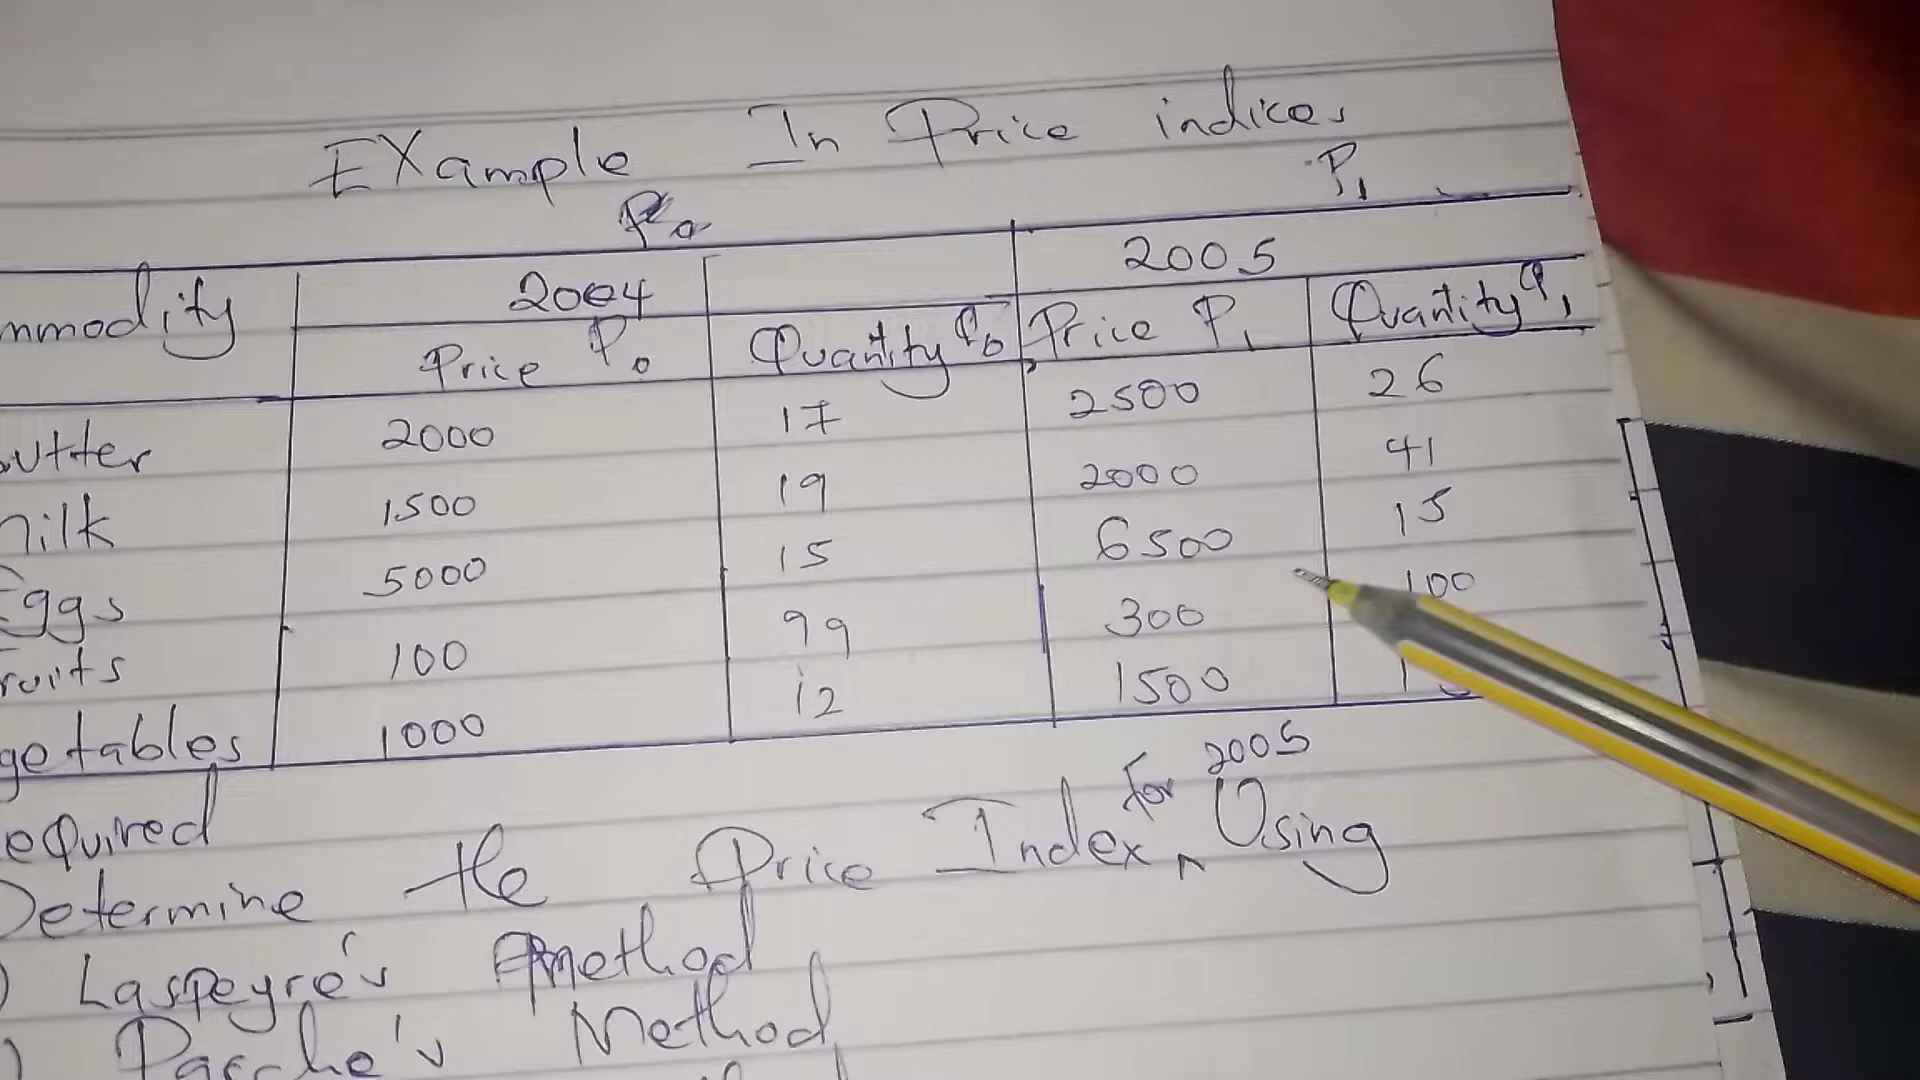 EXample In Price indices
P0 P1
mmodity 2004 2005
Price P0 Quantity q0 Price P1 Quantity q1
utter 2000 17 2500 26
ilk 1500 19 2000 41
Eggs 5000 15 6500 15
ruits 100 99 300 100
getables 1000 12 1500
equired
Determine the Price Index for 2005 Using
) Laspeyre's method
) Pasche's Method